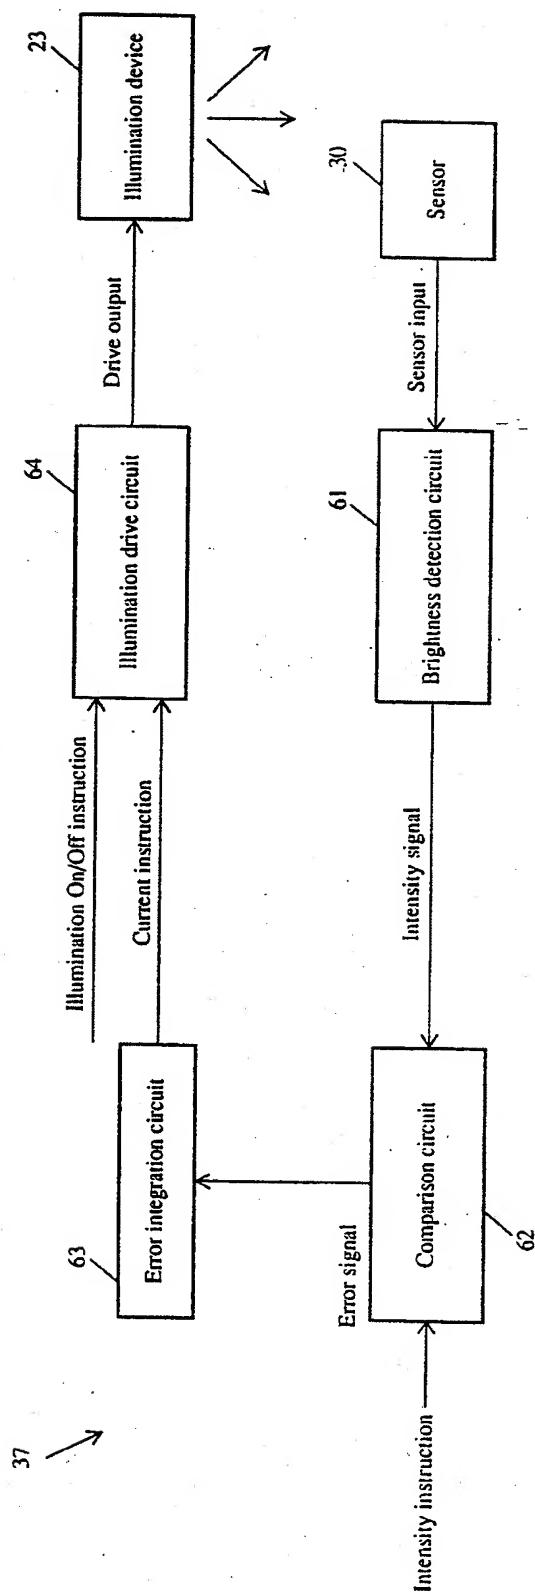 37
63
Error integration circuit
Illumination On/Off instruction
Current instruction
64
Illumination drive circuit
Drive output
23
Illumination device
Intensity instruction
Error signal
Comparison circuit
62
Intensity signal
61
Brightness detection circuit
Sensor input
30
Sensor